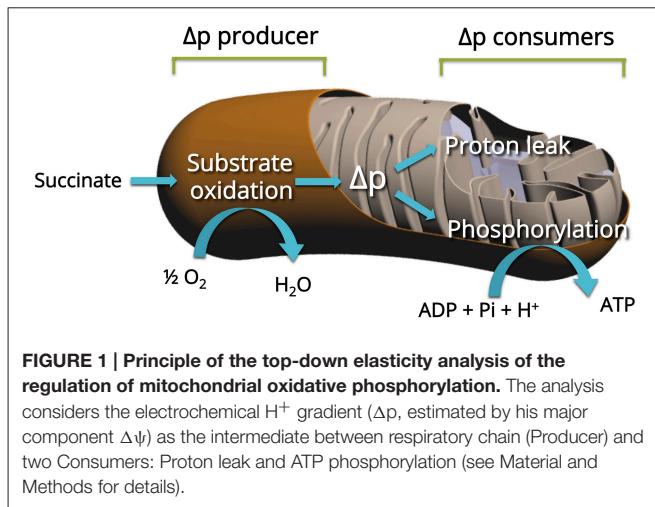 Δp producer
Δp consumers
Succinate
Substrate
oxidation
Δp
Proton leak
Phosphorylation
½ O₂
H₂O
ADP + Pi + H⁺
ATP
FIGURE 1 | Principle of the top-down elasticity analysis of the
regulation of mitochondrial oxidative phosphorylation. The analysis
considers the electrochemical H⁺ gradient (Δp, estimated by his major
component Δψ) as the intermediate between respiratory chain (Producer) and
two Consumers: Proton leak and ATP phosphorylation (see Material and
Methods for details).